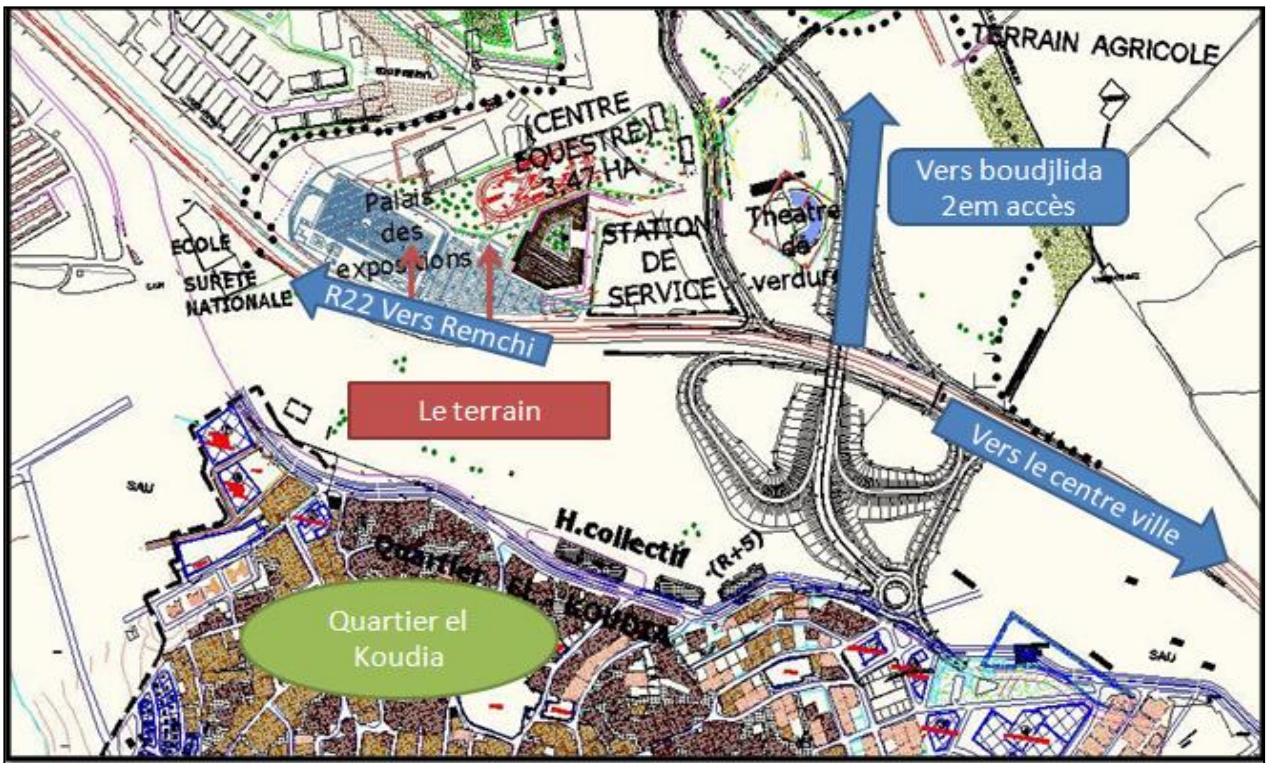 TERRAIN AGRICOLE
(CENTRE
EQUESTRE)
3.47 HA
Vers boudjlida
2em accès
Palais
des
expositions
Theatre
de
verdure
STATION
DE
SERVICE
ECOLE
SURETE
NATIONALE
R22 Vers Remchi
Le terrain
Vers le centre ville
SAU
H.collectif
(R+5)
Quartier
EL KOUDIA
Quartier el
Koudia
SAU